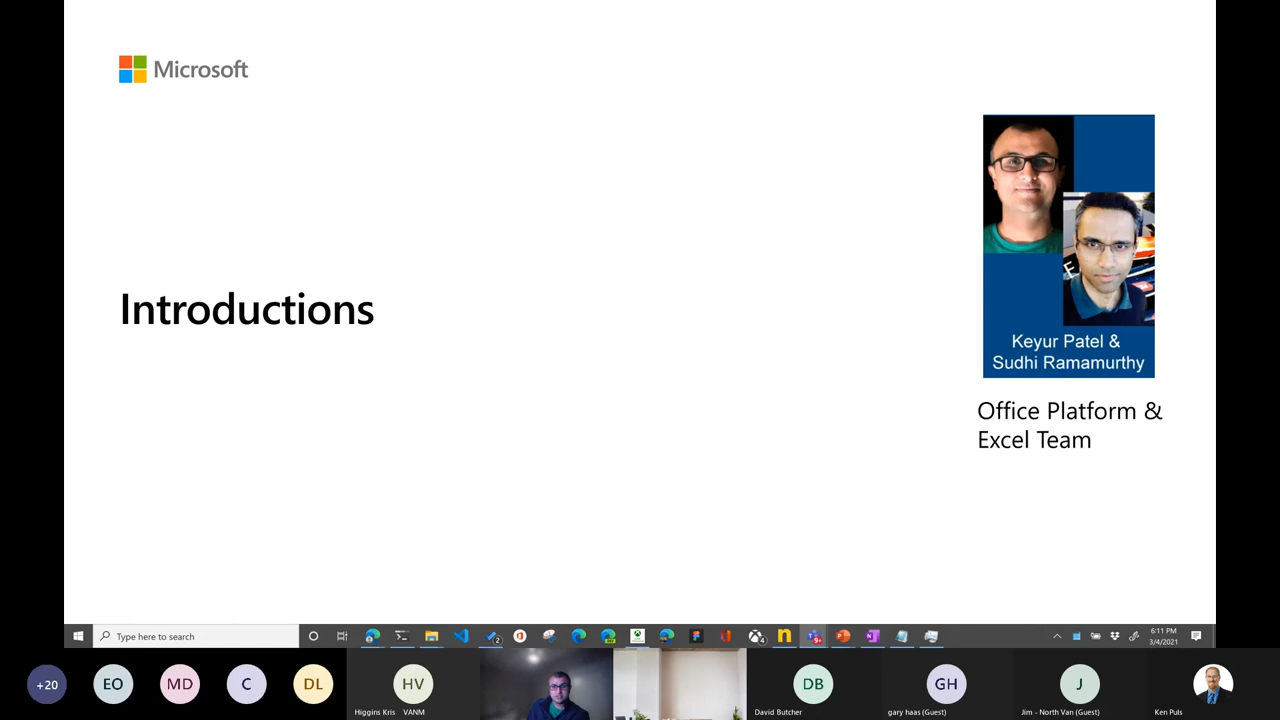 Microsoft
Introductions
Keyur Patel &
Sudhi Ramamurthy
Office Platform &
Excel Team
Type here to search
6:11 PM
3/4/2021
+20
EO
MD
C
DL
HV
Higgins Kris VANM
DB
David Butcher
GH
gary haas (Guest)
J
Jim - North Van (Guest)
Ken Puls